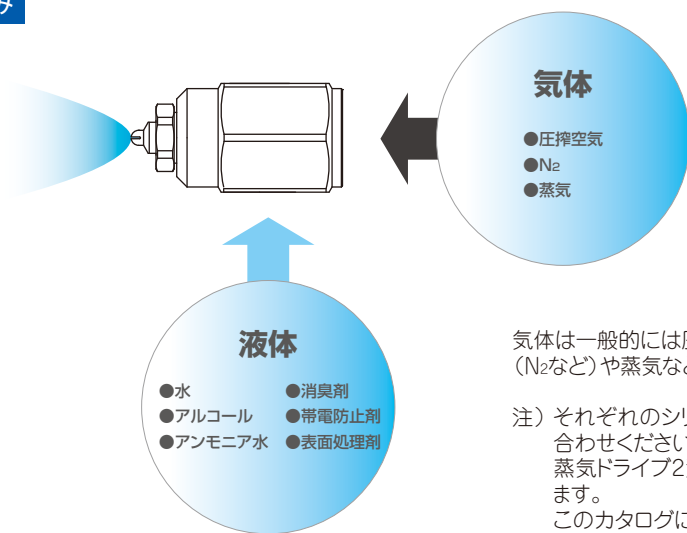 み
気体
●圧搾空気
●N2
●蒸気
液体
●水 ●消臭剤
●アルコール ●帯電防止剤
●アンモニア水 ●表面処理剤
気体は一般的には
（N2など）や蒸気な
注）それぞれのシリ
合わせください
蒸気ドライブ2
ます。
このカタログに